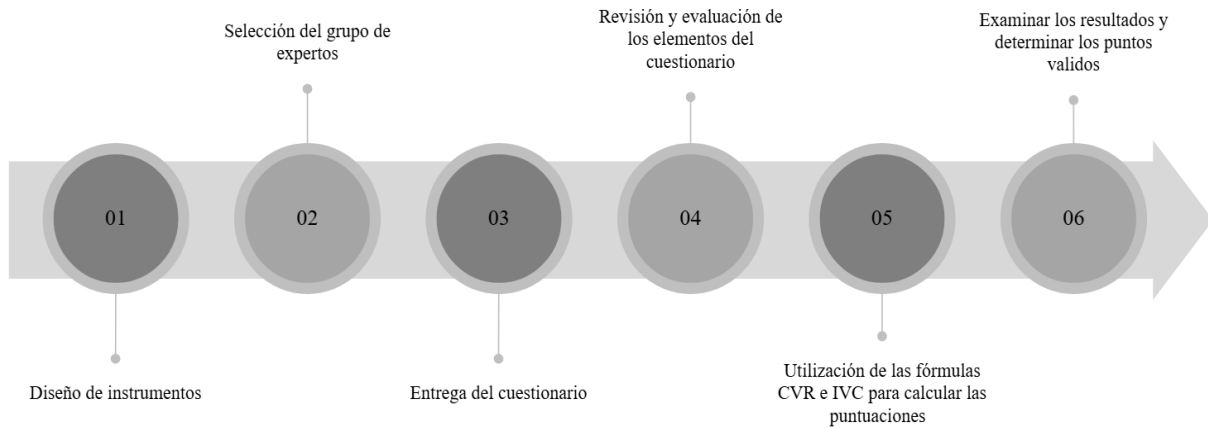 Selección del grupo de
expertos
Revisión y evaluación de
los elementos del
cuestionario
Examinar los resultados y
determinar los puntos
validos
01
02
03
04
05
06
Diseño de instrumentos
Entrega del cuestionario
Utilización de las fórmulas
CVR e IVC para calcular las
puntuaciones